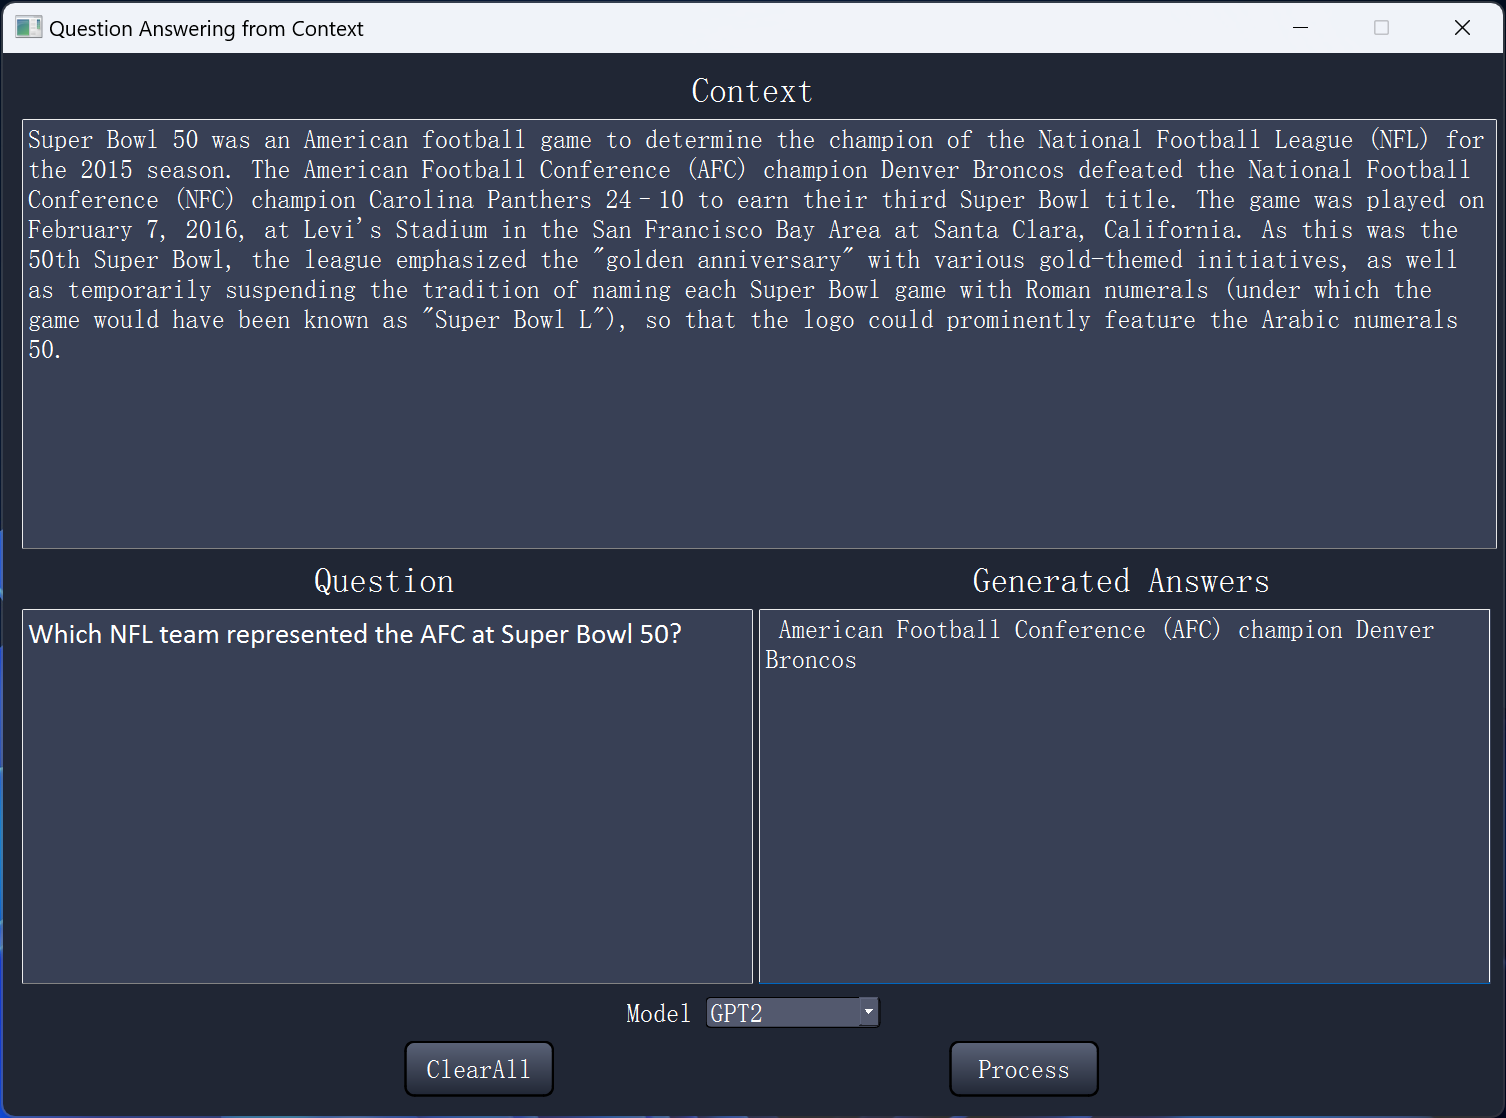 Question Answering from Context
Context
Super Bowl 50 was an American football game to determine the champion of the National Football League (NFL) for
the 2015 season. The American Football Conference (AFC) champion Denver Broncos defeated the National Football
Conference (NFC) champion Carolina Panthers 24–10 to earn their third Super Bowl title. The game was played on
February 7, 2016, at Levi's Stadium in the San Francisco Bay Area at Santa Clara, California. As this was the
50th Super Bowl, the league emphasized the "golden anniversary" with various gold-themed initiatives, as well
as temporarily suspending the tradition of naming each Super Bowl game with Roman numerals (under which the
game would have been known as "Super Bowl L"), so that the logo could prominently feature the Arabic numerals
50.
Question
Which NFL team represented the AFC at Super Bowl 50?
Generated Answers
American Football Conference (AFC) champion Denver
Broncos
Model GPT2
ClearAll
Process